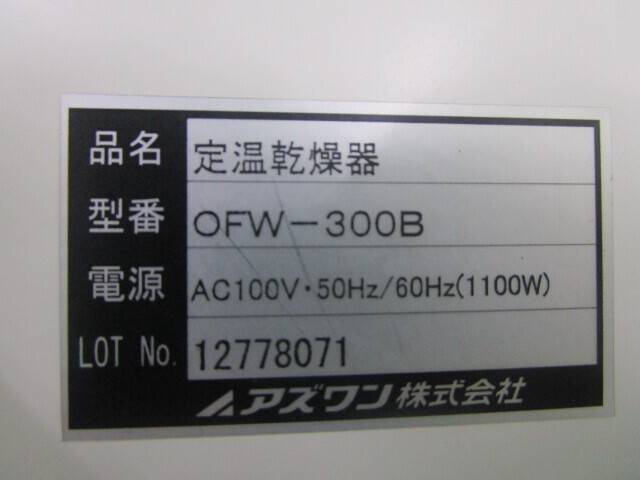 品名 定温乾燥器
型番 OFW-300B
電源 AC100V・50Hz/60Hz(1100W)
LOT No. 12778071
アズワン株式会社